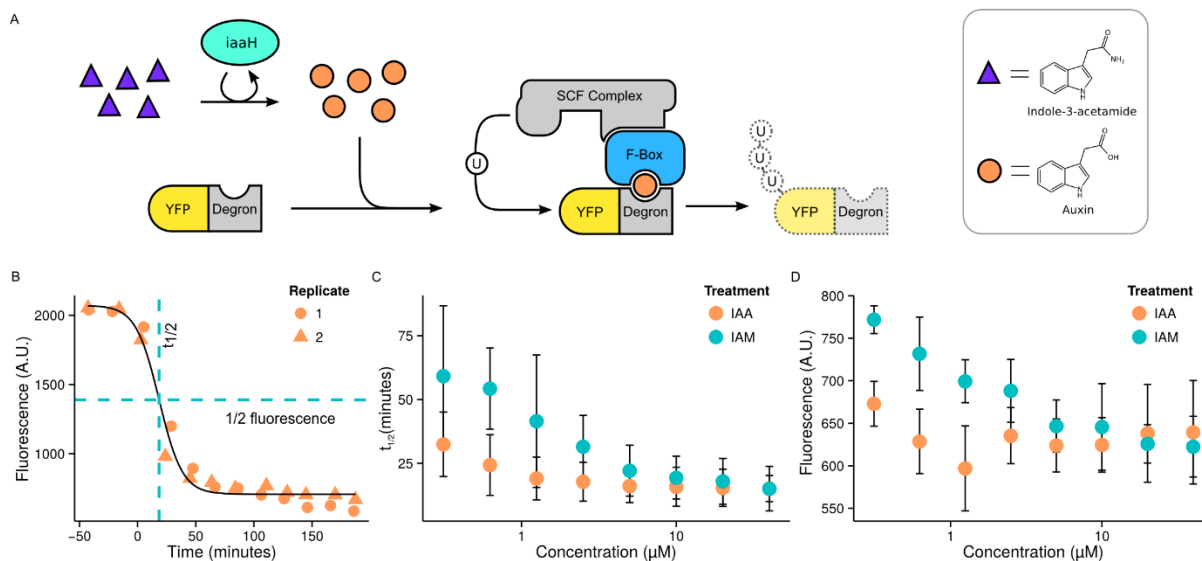 A
iaaH
SCF Complex
F-Box
U
YFP
Degron
YFP
Degron
U
U
U
YFP
Degron
O
NH₂
N
H
Indole-3-acetamide
O
OH
N
H
Auxin
B
Replicate
1
2
t1/2
1/2 fluorescence
Fluorescence (A.U.)
2000
1500
1000
−50
0
50
100
150
Time (minutes)
C
Treatment
IAA
IAM
t1/2(minutes)
75
50
25
1
10
Concentration (μM)
D
Treatment
IAA
IAM
Fluorescence (A.U.)
800
750
700
650
600
550
1
10
Concentration (μM)